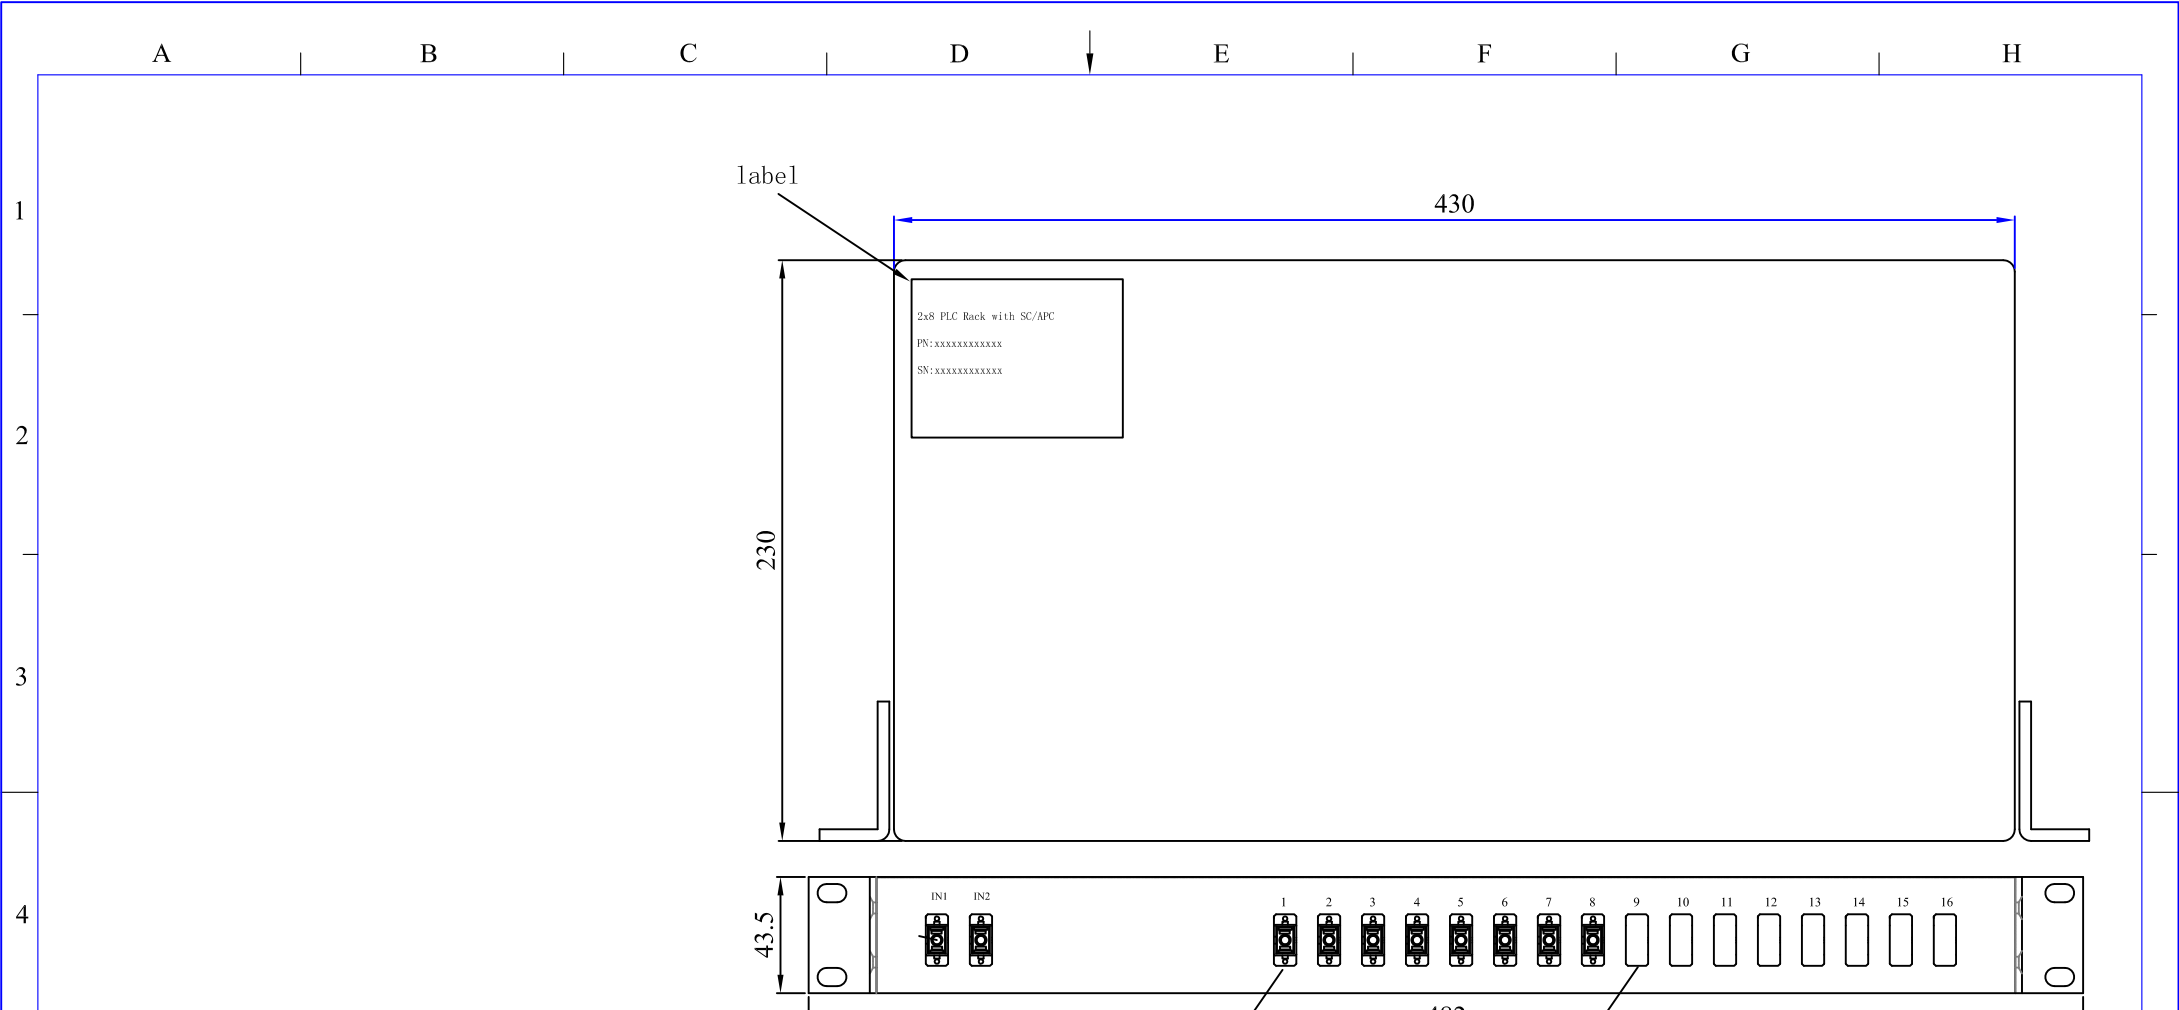 A B C D E F G H
label
1
430
2x8 PLC Rack with SC/APC
PN:xxxxxxxxxxxx
SN:xxxxxxxxxxxx
2
230
3
4
43.5
IN1 IN2
1 2 3 4 5 6 7 8 9 10 11 12 13 14 15 16